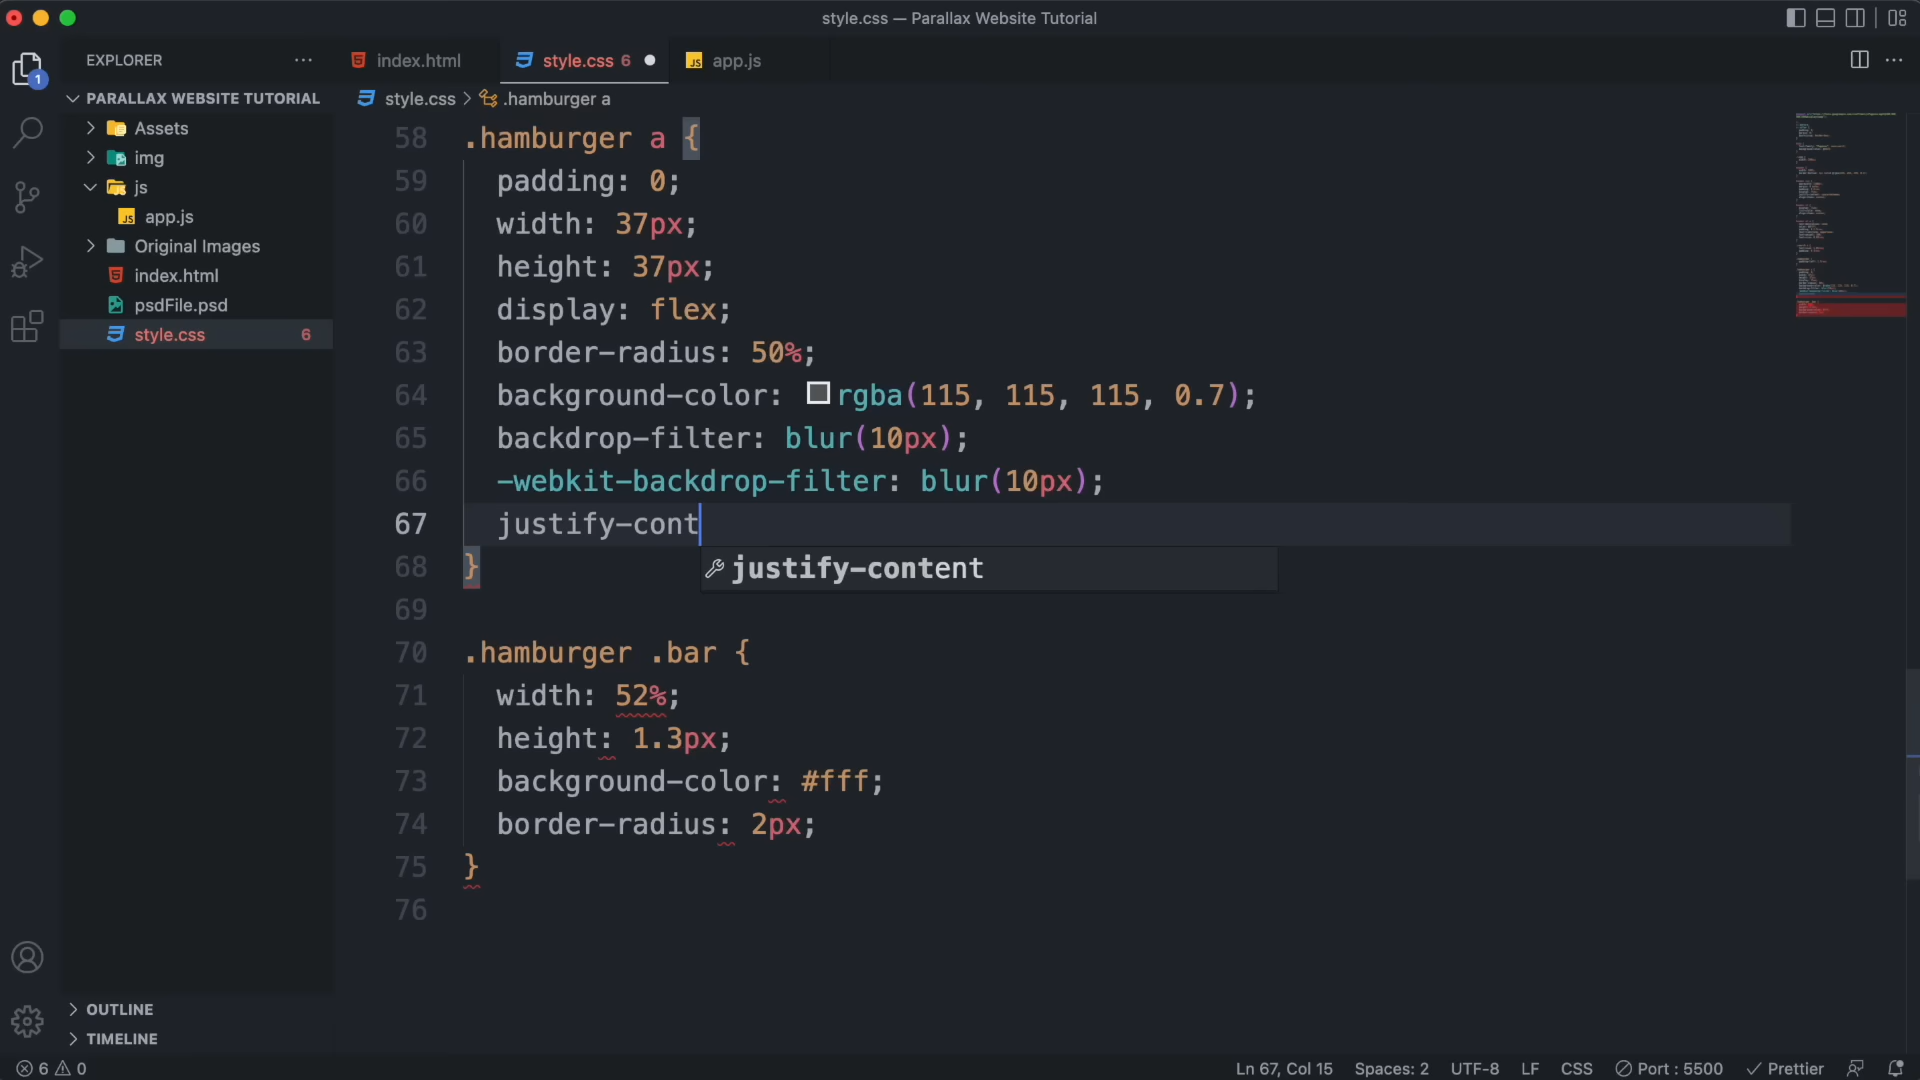 style.css — Parallax Website Tutorial
EXPLORER
index.html
style.css 6
app.js
1
PARALLAX WEBSITE TUTORIAL
style.css > .hamburger a
Assets
img
js
JS app.js
Original Images
index.html
psdFile.psd
style.css 6
58 .hamburger a {
59 padding: 0;
60 width: 37px;
61 height: 37px;
62 display: flex;
63 border-radius: 50%;
64 background-color: rgba(115, 115, 115, 0.7);
65 backdrop-filter: blur(10px);
66 -webkit-backdrop-filter: blur(10px);
67 justify-cont
justify-content
68 }
69
70 .hamburger .bar {
71 width: 52%;
72 height: 1.3px;
73 background-color: #fff;
74 border-radius: 2px;
75 }
76
OUTLINE
TIMELINE
6 0
Ln 67, Col 15 Spaces: 2 UTF-8 LF CSS Port : 5500 Prettier